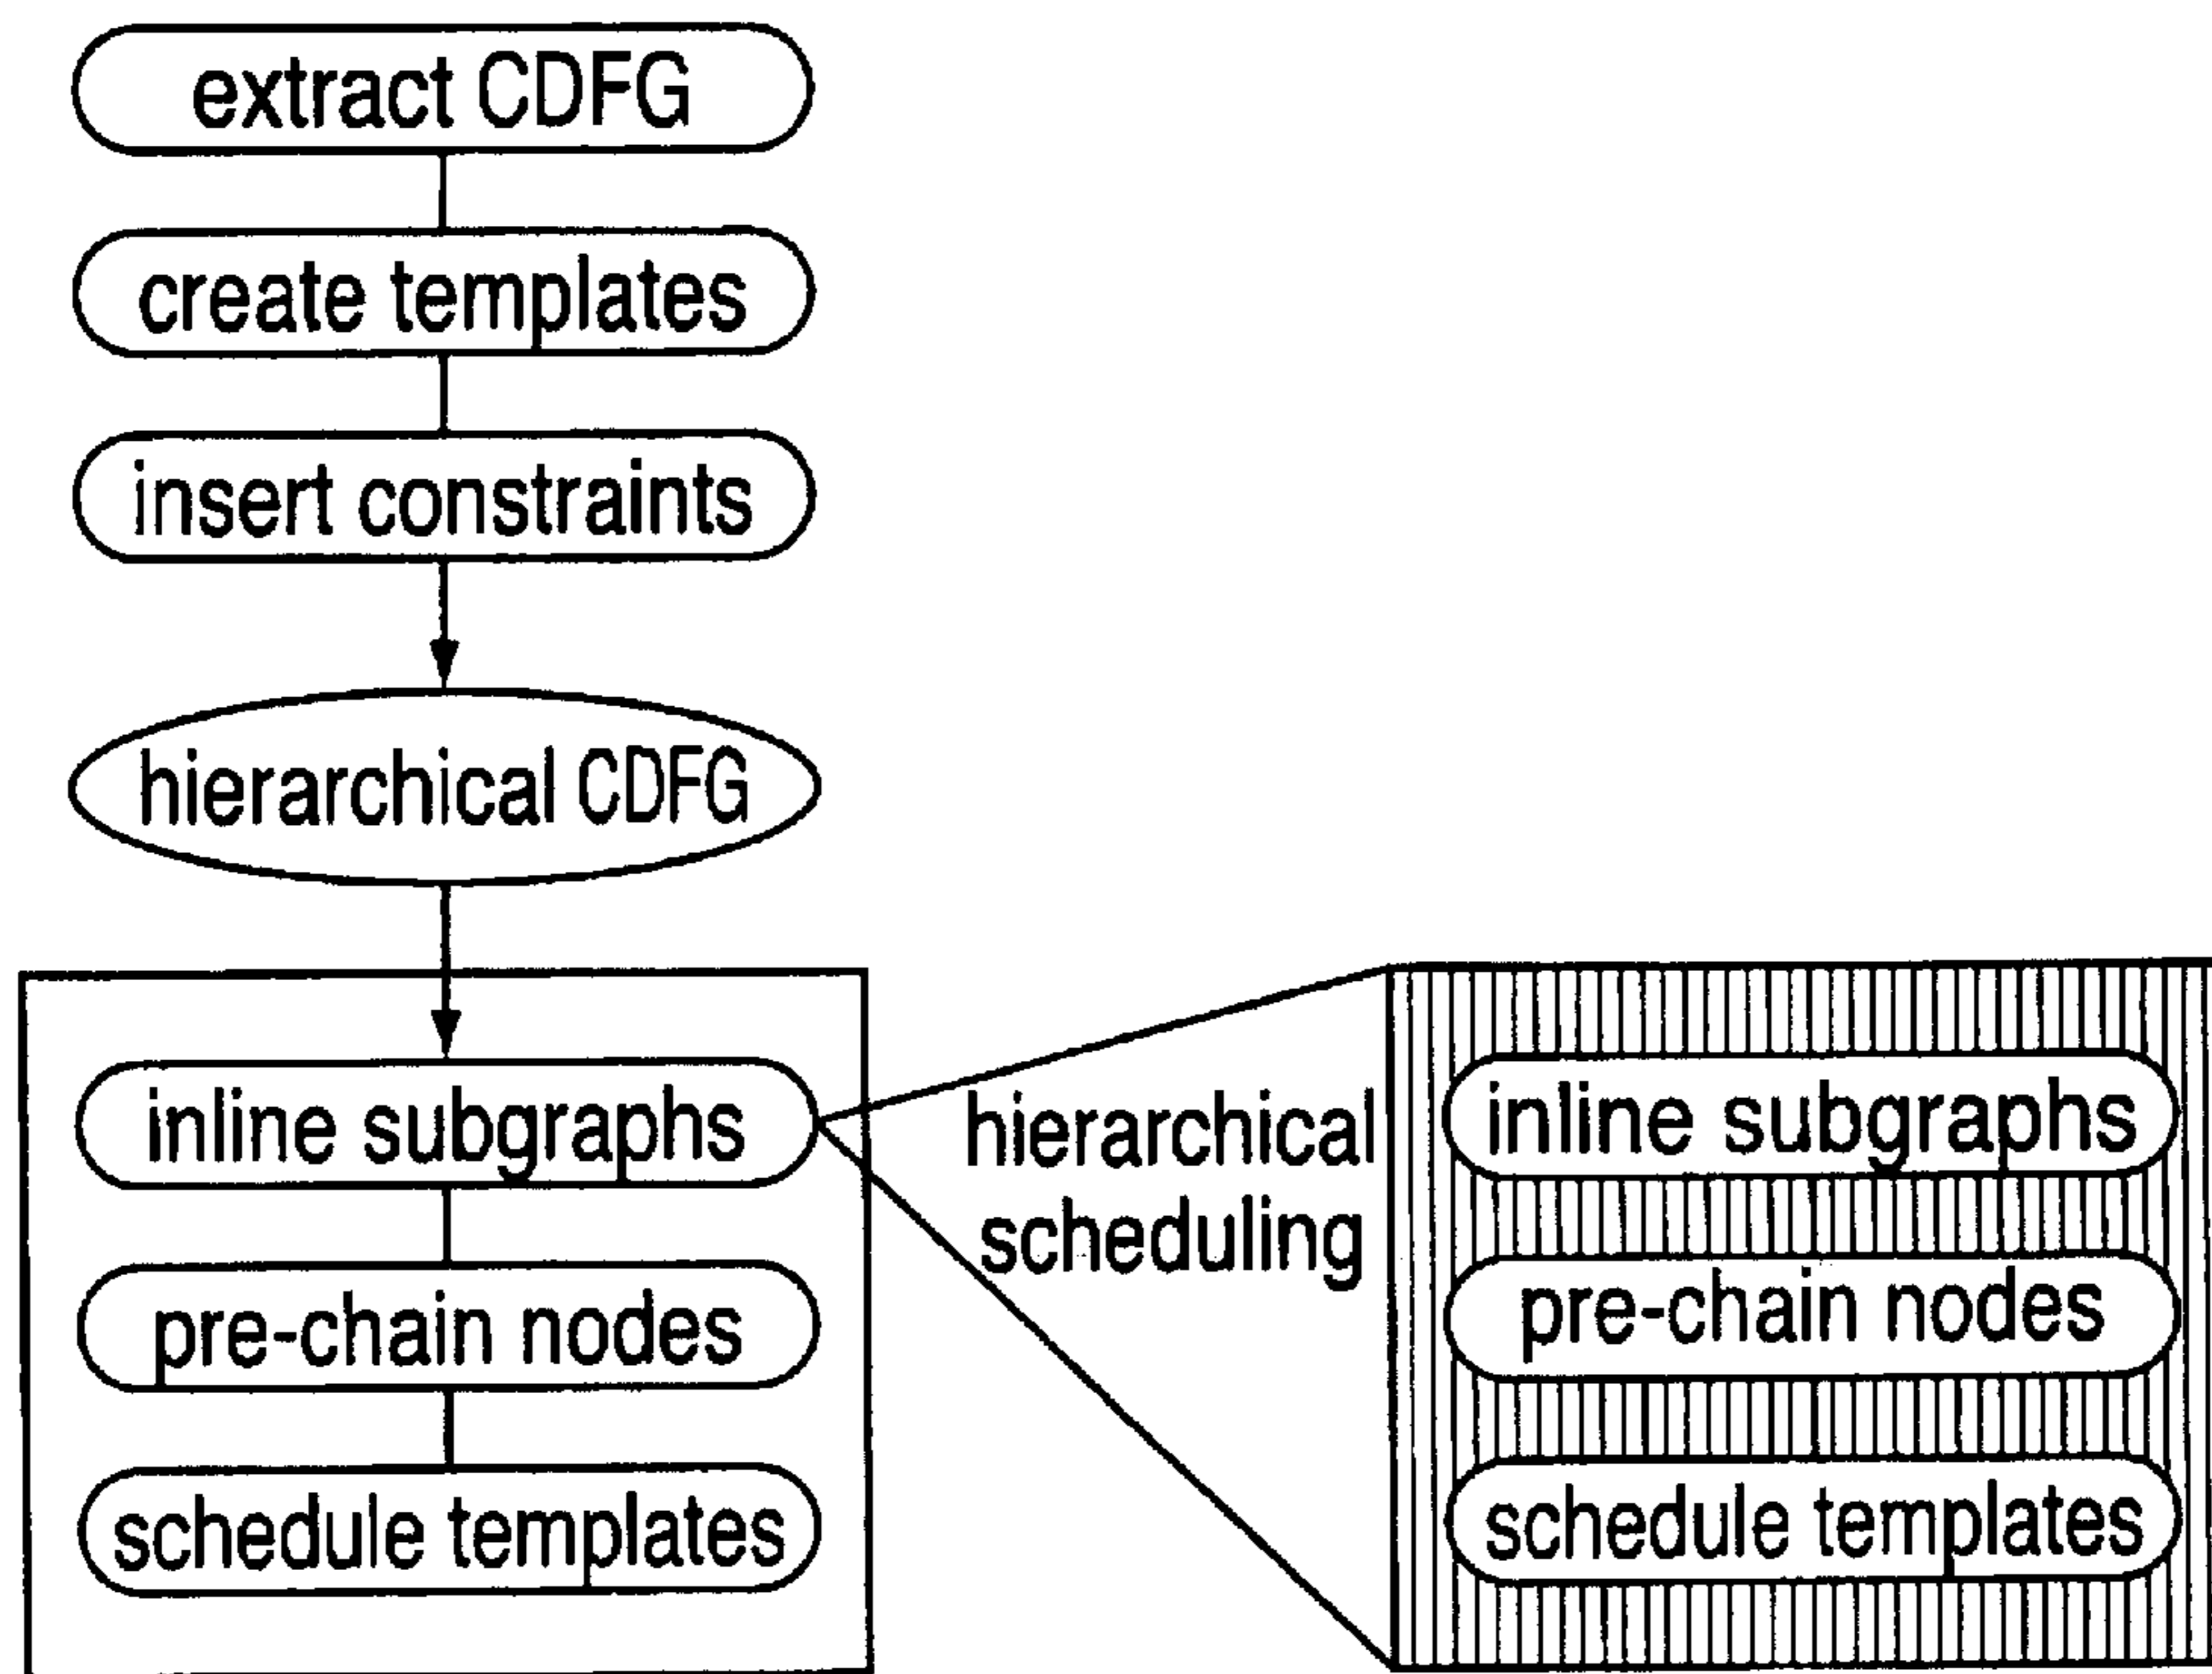 extract CDFG
create templates
insert constraints
hierarchical CDFG
inline subgraphs
pre-chain nodes
schedule templates
hierarchical
scheduling
inline subgraphs
pre-chain nodes
schedule templates